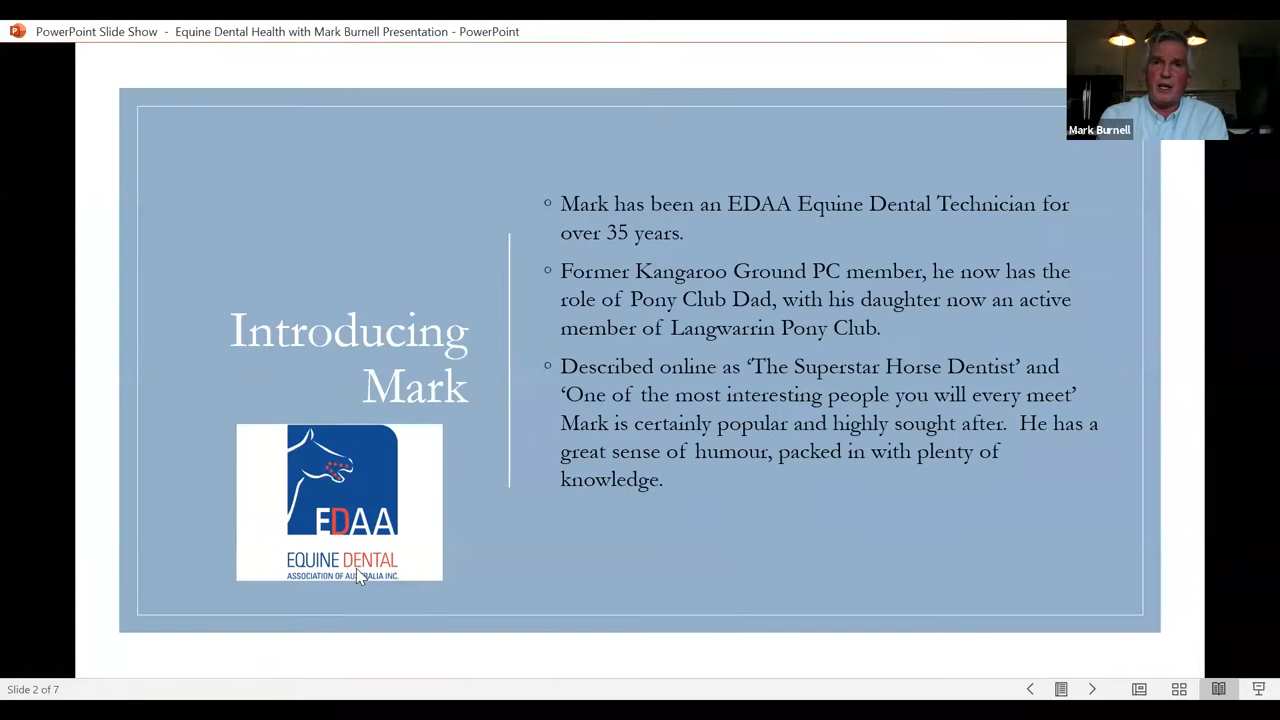 PowerPoint Slide Show - Equine Dental Health with Mark Burnell Presentation - PowerPoint
Mark Burnell
Introducing
Mark
EDAA
EQUINE DENTAL
ASSOCIATION OF AUSTRALIA INC.
◦ Mark has been an EDAA Equine Dental Technician for
over 35 years.
◦ Former Kangaroo Ground PC member, he now has the
role of Pony Club Dad, with his daughter now an active
member of Langwarrin Pony Club.
◦ Described online as ‘The Superstar Horse Dentist’ and
‘One of the most interesting people you will every meet’
Mark is certainly popular and highly sought after. He has a
great sense of humour, packed in with plenty of
knowledge.
Slide 2 of 7